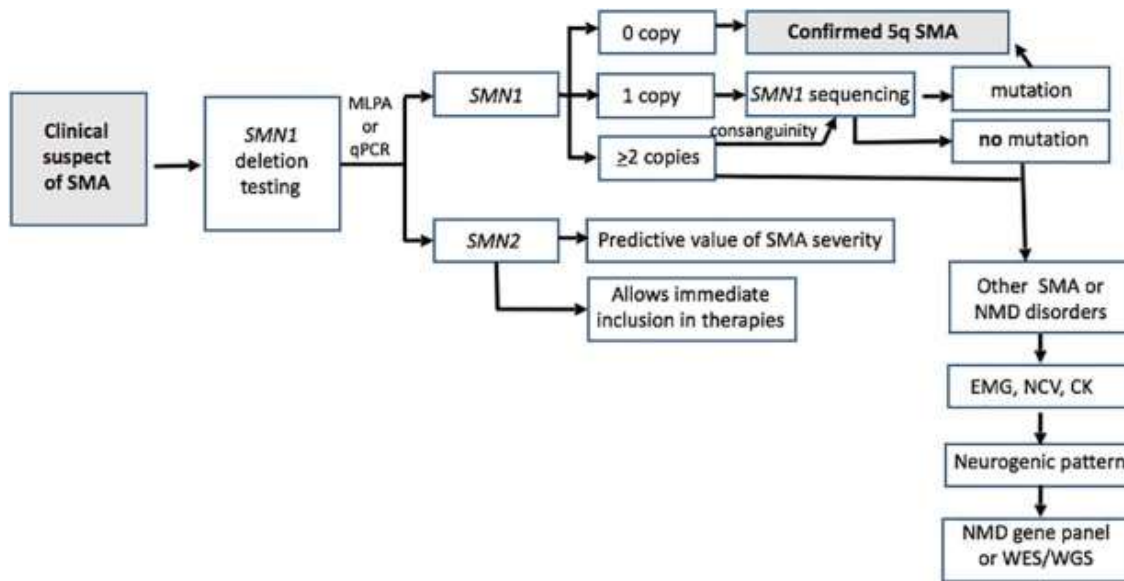 Clinical
suspect
of SMA
SMN1
deletion
testing
MLPA
or
qPCR
SMN1
0 copy
Confirmed 5q SMA
1 copy
SMN1 sequencing
mutation
consanguinity
no mutation
≥2 copies
SMN2
Predictive value of SMA severity
Allows immediate
inclusion in therapies
Other SMA or
NMD disorders
EMG, NCV, CK
Neurogenic pattern
NMD gene panel
or WES/WGS